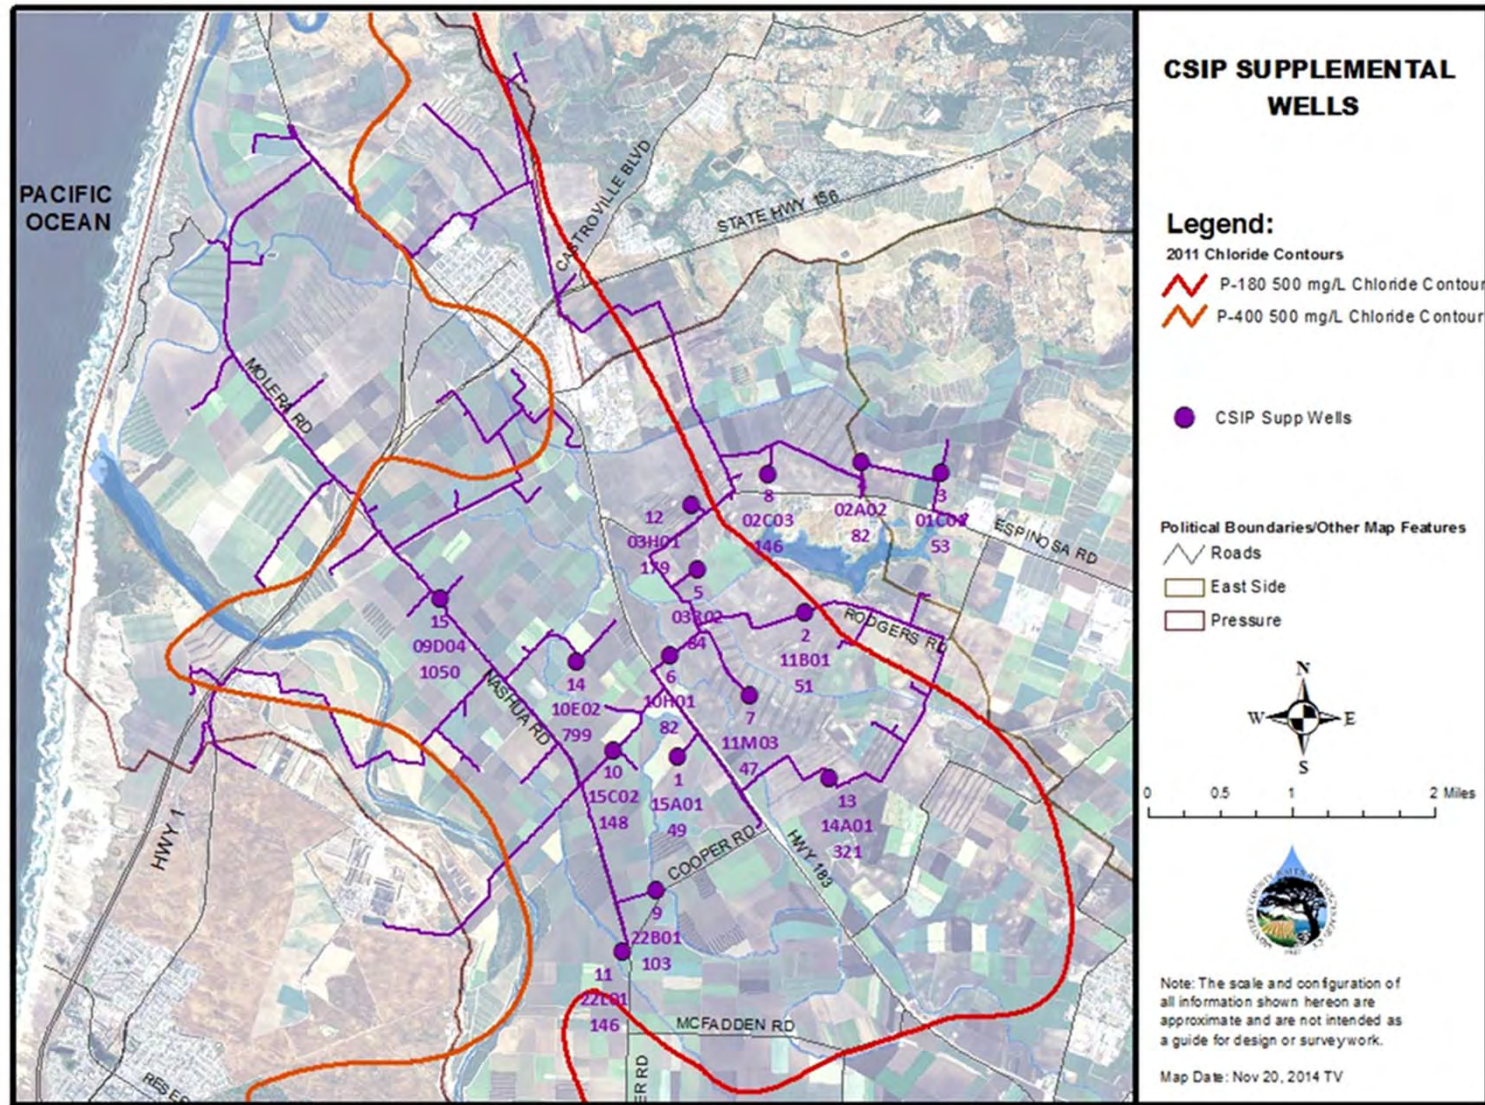 PACIFIC
OCEAN
CASTROVILLE BLVD
STATE HWY 156
MOLERA RD
ESPINOSA RD
RODGERS RD
NASHUA RD
COOPER RD
HWY 183
HWY 1
MCFADDEN RD
ER RD
RESER
12
03H01
179
8
02C03
146
4
02A02
82
3
53
5
84
15
09D04
1050
14
10E02
799
6
10H01
82
2
11B01
51
7
11M03
47
10
15C02
148
1
15A01
49
13
14A01
321
9
22B01
103
11
146
CSIP SUPPLEMENTAL
WELLS
Legend:
2011 Chloride Contours
P-180 500 mg/L Chloride Contour
P-400 500 mg/L Chloride Contour
CSIP Supp Wells
Political Boundaries/Other Map Features
Roads
East Side
Pressure
N
W E
S
0 0.5 1 2 Miles
Note: The scale and configuration of
all information shown hereon are
approximate and are not intended as
a guide for design or survey work.
Map Date: Nov 20, 2014 TV